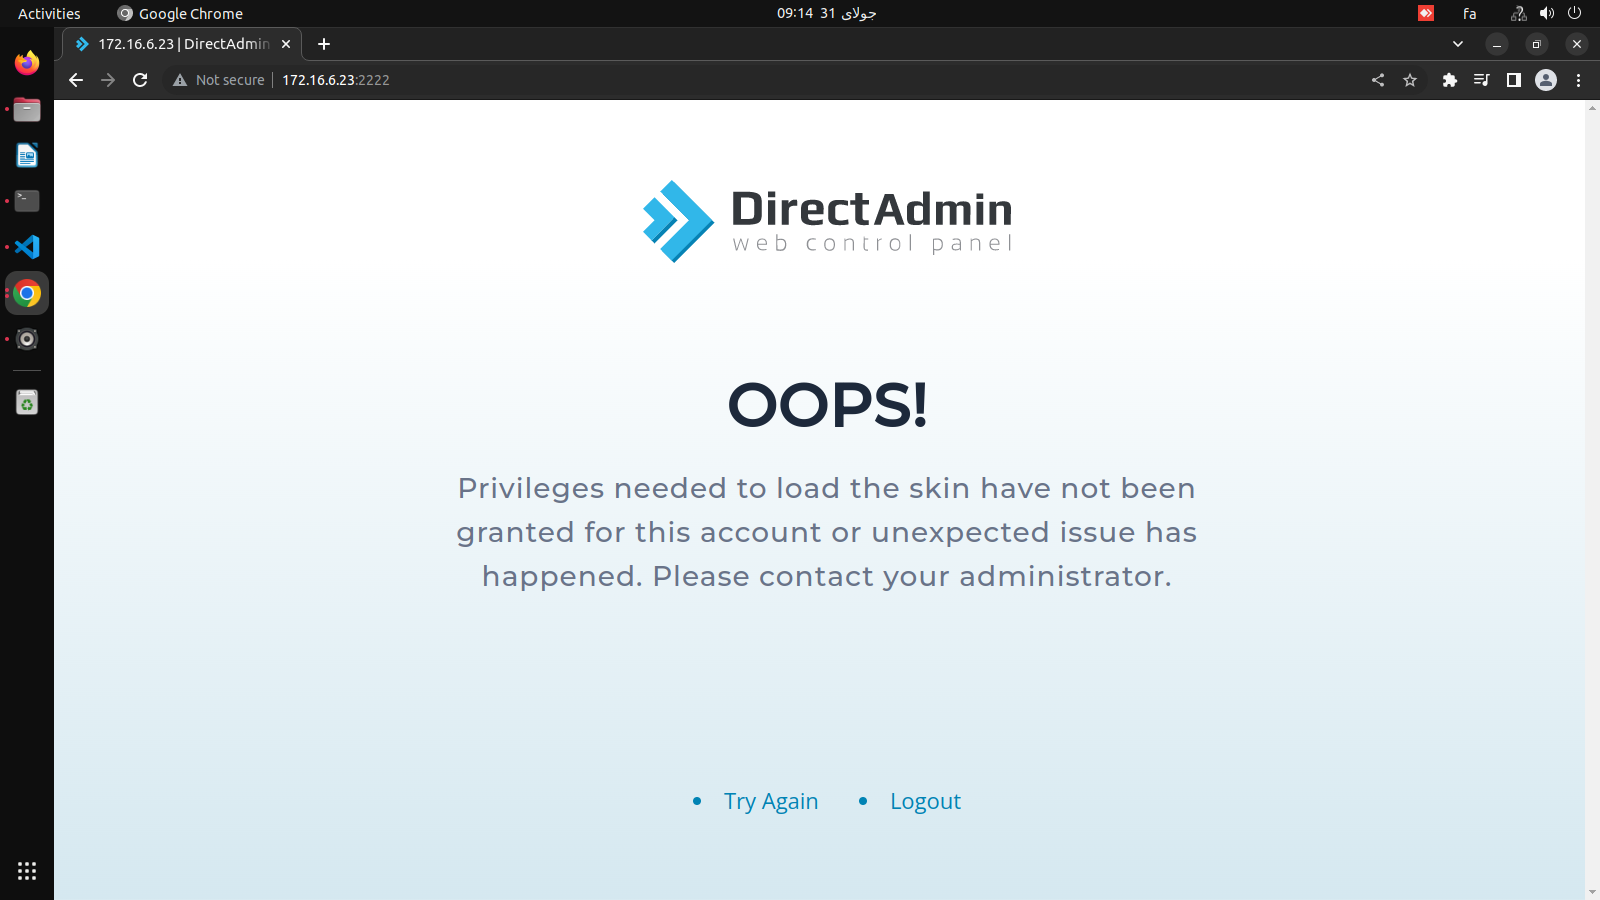 Activities
Google Chrome
09:14 31 جولای
fa
172.16.6.23 | DirectAdmin
Not secure
172.16.6.23:2222
DirectAdmin
web control panel
OOPS!
Privileges needed to load the skin have not been
granted for this account or unexpected issue has
happened. Please contact your administrator.
Try Again
Logout